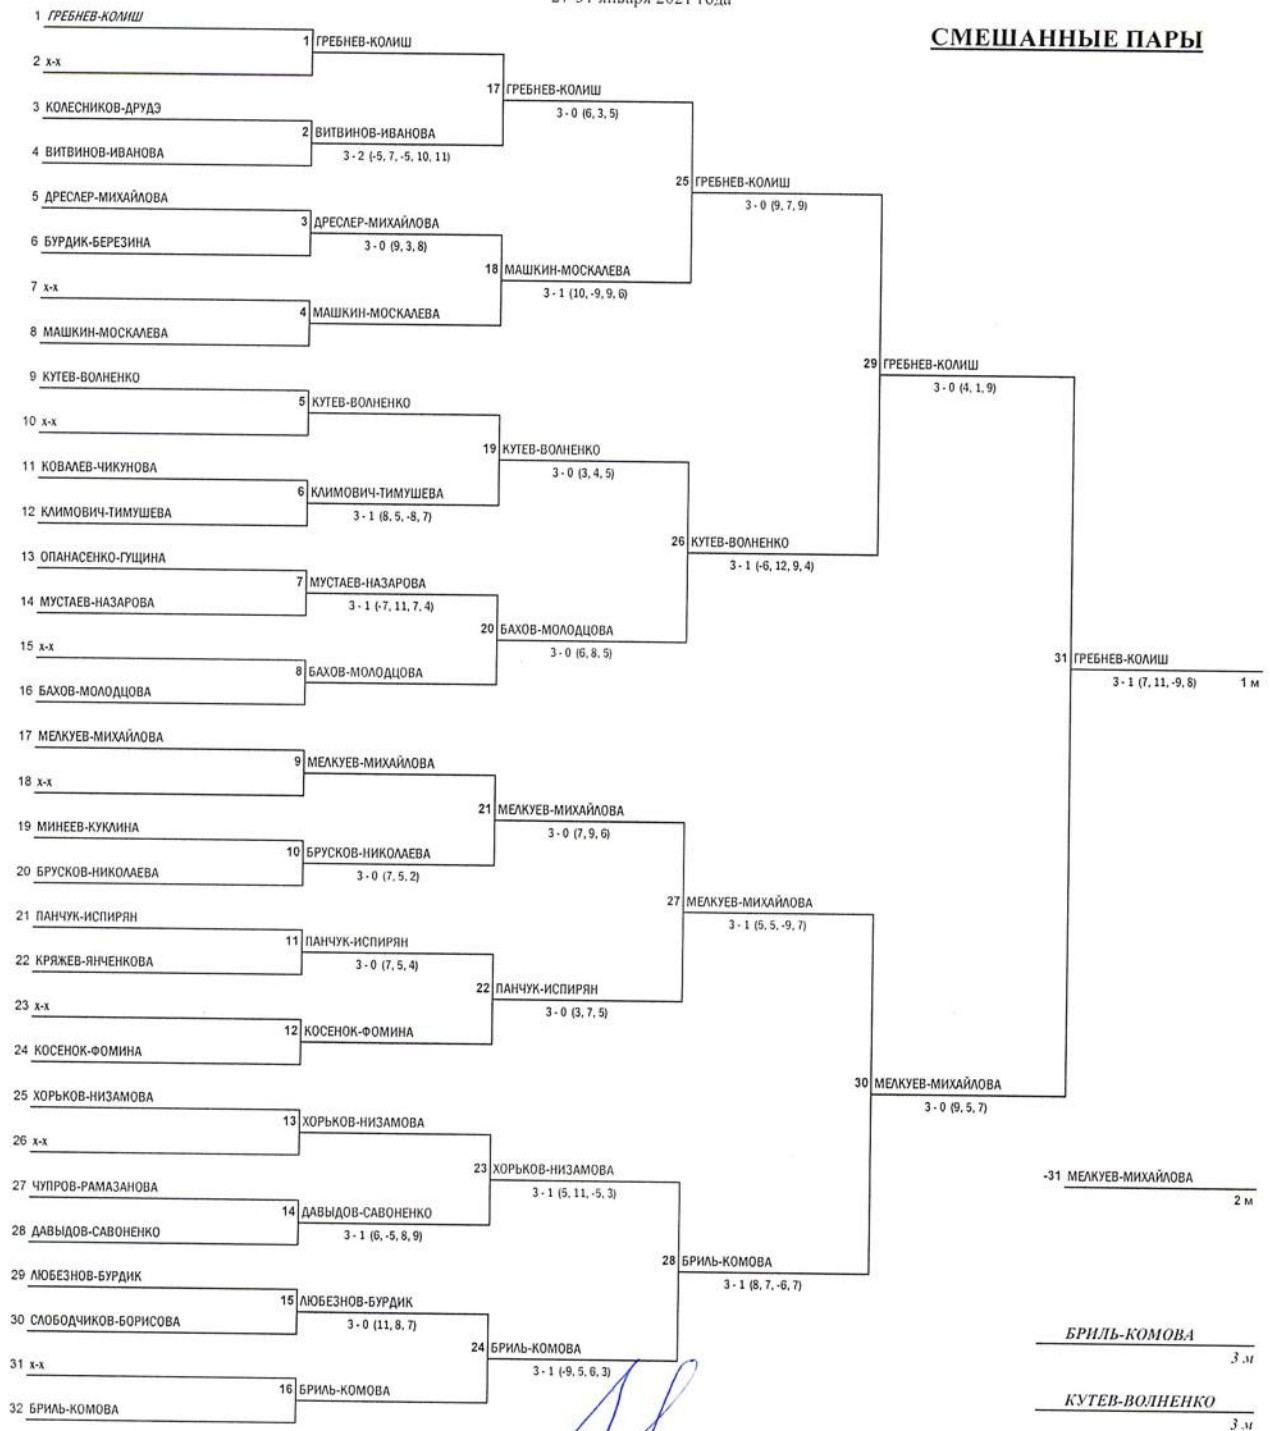 27-31 января 2021 года
СМЕШАННЫЕ ПАРЫ
1 ГРЕБНЕВ-КОЛИШ
1 ГРЕБНЕВ-КОЛИШ
2 х-х
17 ГРЕБНЕВ-КОЛИШ
3 - 0 (6, 3, 5)
3 КОЛЕСНИКОВ-ДРУДЭ
2 ВИТВИНОВ-ИВАНОВА
4 ВИТВИНОВ-ИВАНОВА
3 - 2 (-5, 7, -5, 10, 11)
25 ГРЕБНЕВ-КОЛИШ
3 - 0 (9, 7, 9)
5 ДРЕСЛЕР-МИХАЙЛОВА
3 ДРЕСЛЕР-МИХАЙЛОВА
6 БУРДИК-БЕРЕЗИНА
3 - 0 (9, 3, 8)
18 МАШКИН-МОСКАЛЕВА
3 - 1 (10, -9, 9, 6)
7 х-х
4 МАШКИН-МОСКАЛЕВА
8 МАШКИН-МОСКАЛЕВА
29 ГРЕБНЕВ-КОЛИШ
3 - 0 (4, 1, 9)
9 КУТЕВ-ВОЛНЕНКО
5 КУТЕВ-ВОЛНЕНКО
10 х-х
19 КУТЕВ-ВОЛНЕНКО
3 - 0 (3, 4, 5)
11 КОВАЛЕВ-ЧИКУНОВА
6 КЛИМОВИЧ-ТИМУШЕВА
12 КЛИМОВИЧ-ТИМУШЕВА
3 - 1 (8, 5, -8, 7)
26 КУТЕВ-ВОЛНЕНКО
3 - 1 (-6, 12, 9, 4)
13 ОПАНАСЕНКО-ГУЩИНА
7 МУСТАЕВ-НАЗАРОВА
14 МУСТАЕВ-НАЗАРОВА
3 - 1 (-7, 11, 7, 4)
20 БАХОВ-МОЛОДЦОВА
3 - 0 (6, 8, 5)
15 х-х
8 БАХОВ-МОЛОДЦОВА
16 БАХОВ-МОЛОДЦОВА
31 ГРЕБНЕВ-КОЛИШ
3 - 1 (7, 11, -9, 8) 1 м
17 МЕЛКУЕВ-МИХАЙЛОВА
9 МЕЛКУЕВ-МИХАЙЛОВА
18 х-х
21 МЕЛКУЕВ-МИХАЙЛОВА
3 - 0 (7, 9, 6)
19 МИНЕЕВ-КУКЛИНА
10 БРУСКОВ-НИКОЛАЕВА
20 БРУСКОВ-НИКОЛАЕВА
3 - 0 (7, 5, 2)
27 МЕЛКУЕВ-МИХАЙЛОВА
3 - 1 (5, 5, -9, 7)
21 ПАНЧУК-ИСПИРЯН
11 ПАНЧУК-ИСПИРЯН
22 КРЯЖЕВ-ЯНЧЕНКОВА
3 - 0 (7, 5, 4)
22 ПАНЧУК-ИСПИРЯН
3 - 0 (3, 7, 5)
23 х-х
12 КОСЕНОК-ФОМИНА
24 КОСЕНОК-ФОМИНА
30 МЕЛКУЕВ-МИХАЙЛОВА
3 - 0 (9, 5, 7)
25 ХОРЬКОВ-НИЗАМОВА
13 ХОРЬКОВ-НИЗАМОВА
26 х-х
23 ХОРЬКОВ-НИЗАМОВА
3 - 1 (5, 11, -5, 3)
-31 МЕЛКУЕВ-МИХАЙЛОВА
2 м
27 ЧУПРОВ-РАМАЗАНОВА
14 ДАВЫДОВ-САВОНЕНКО
28 ДАВЫДОВ-САВОНЕНКО
3 - 1 (6, -5, 8, 9)
28 БРИЛЬ-КОМОВА
3 - 1 (8, 7, -6, 7)
29 ЛЮБЕЗНОВ-БУРДИК
15 ЛЮБЕЗНОВ-БУРДИК
30 СЛОБОДЧИКОВ-БОРИСОВА
3 - 0 (11, 8, 7)
24 БРИЛЬ-КОМОВА
3 - 1 (-9, 5, 6, 3)
31 х-х
16 БРИЛЬ-КОМОВА
32 БРИЛЬ-КОМОВА
БРИЛЬ-КОМОВА
3 м
КУТЕВ-ВОЛНЕНКО
3 м